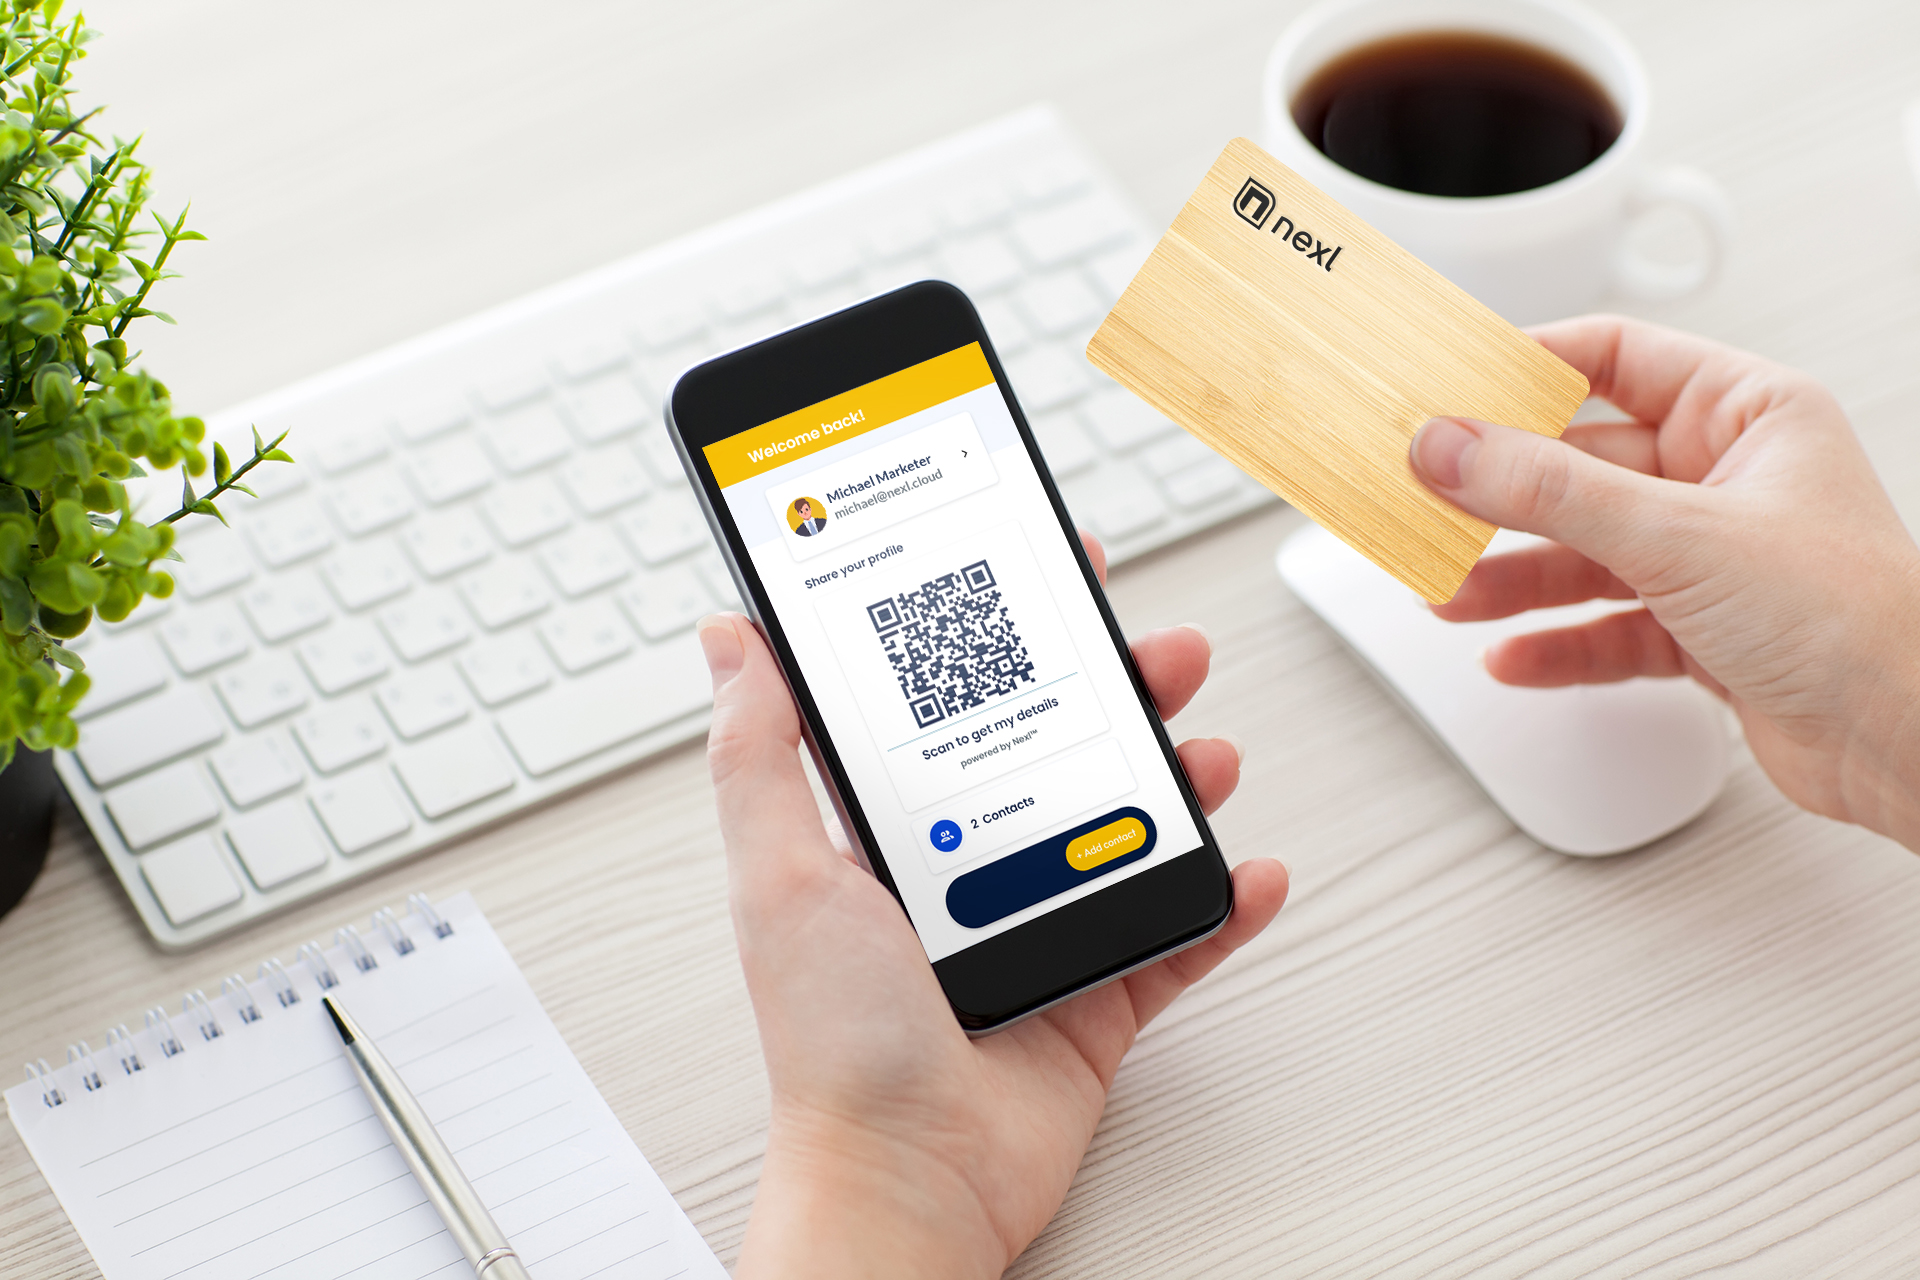 nexl
Welcome back!
Michael Marketer
michael@nexl.cloud
Share your profile
Scan to get my details
powered by Nexl™
2 Contacts
+ Add contact